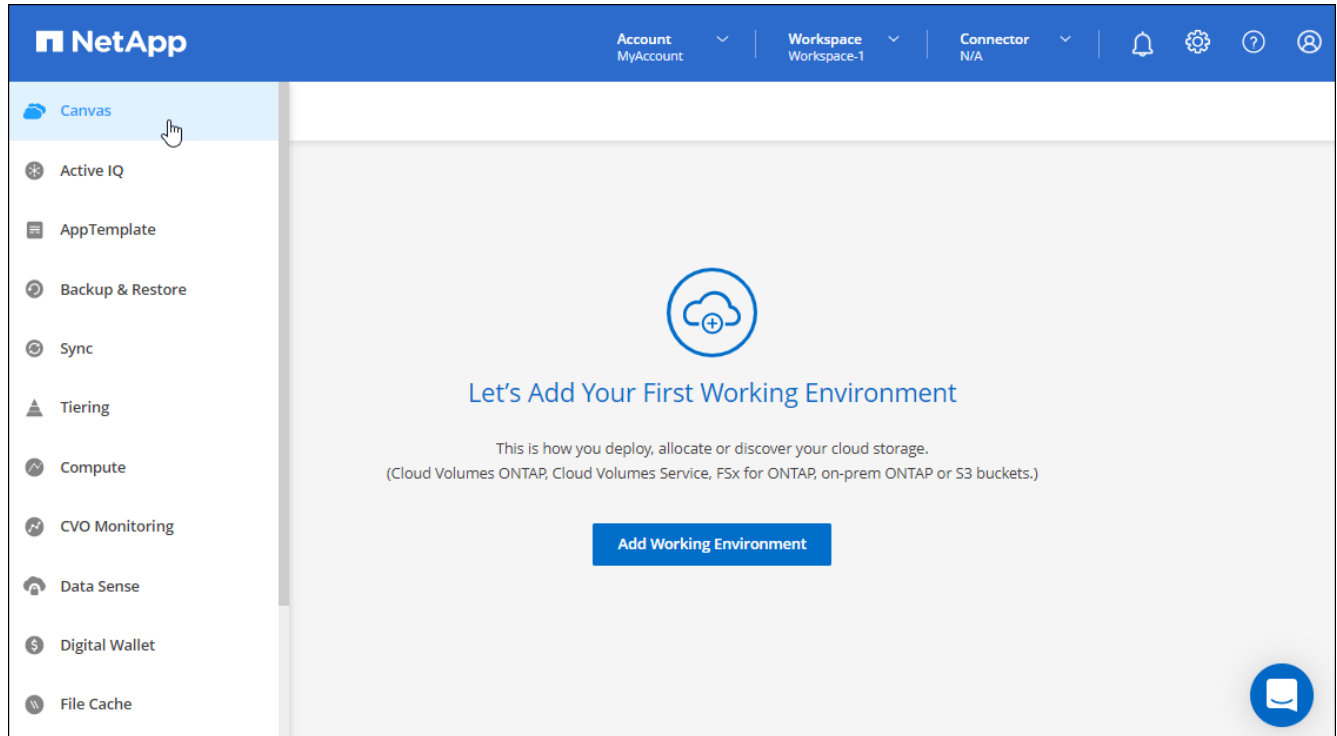 NetApp
Account
MyAccount
Workspace
Workspace-1
Connector
N/A
Canvas
Active IQ
AppTemplate
Backup & Restore
Sync
Tiering
Compute
CVO Monitoring
Data Sense
Digital Wallet
File Cache
Let’s Add Your First Working Environment
This is how you deploy, allocate or discover your cloud storage.
(Cloud Volumes ONTAP, Cloud Volumes Service, FSx for ONTAP, on-prem ONTAP or S3 buckets.)
Add Working Environment